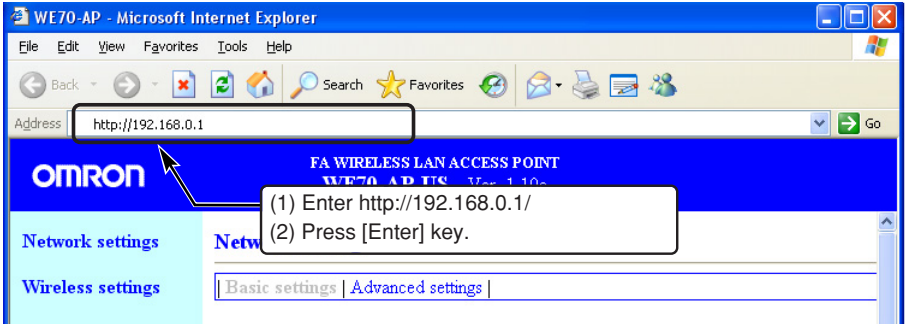 WE70-AP - Microsoft Internet Explorer
File Edit View Favorites Tools Help
Back Search Favorites
Address http://192.168.0.1 Go
OMRON
FA WIRELESS LAN ACCESS POINT
(1) Enter http://192.168.0.1/
(2) Press [Enter] key.
Network settings
Wireless settings
| Basic settings | Advanced settings |